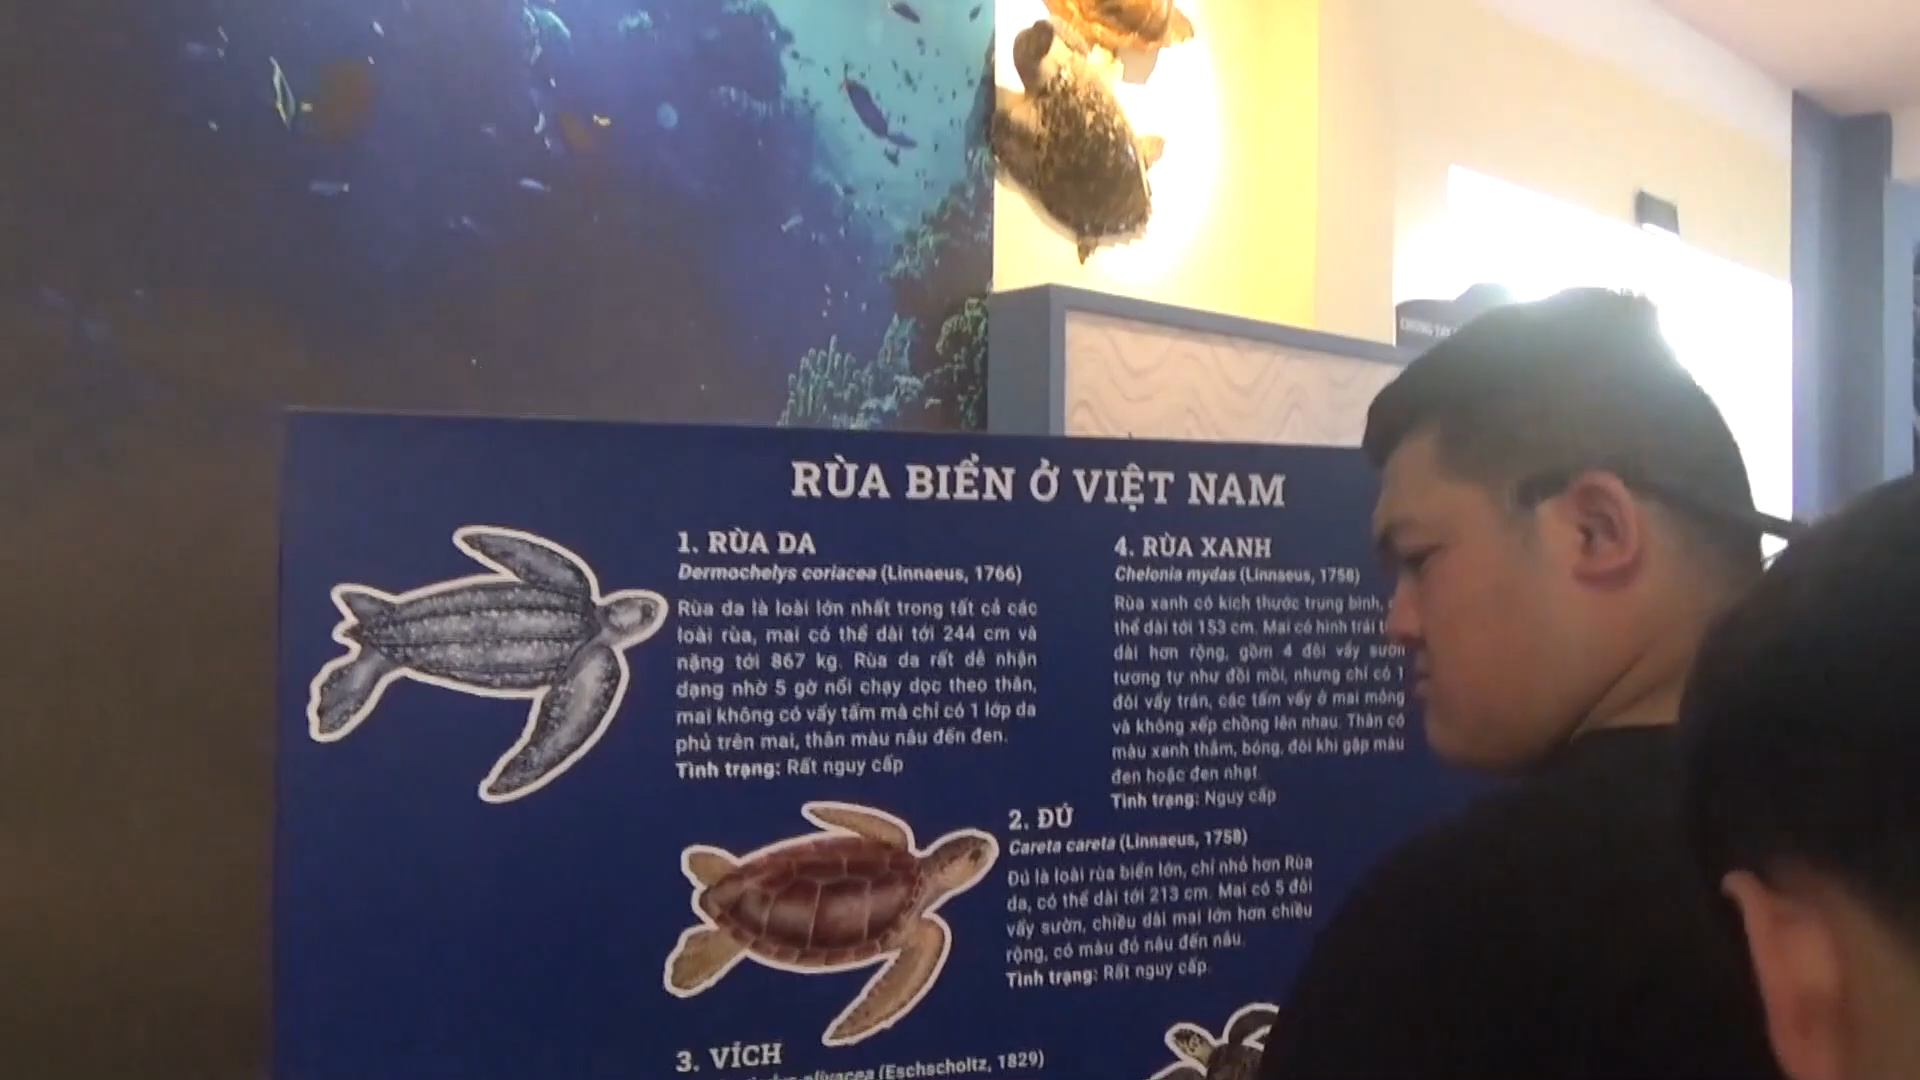 RÙA BIỂN Ở VIỆT NAM
1. RÙA DA
Dermochelys coriacea (Linnaeus, 1766)
Rùa da là loài lớn nhất trong tất cả các
loài rùa, mai có thể dài tới 244 cm và
nặng tới 867 kg. Rùa da rất dễ nhận
dạng nhờ 5 gờ nổi chạy dọc theo thân,
mai không có vẩy tấm mà chỉ có 1 lớp da
phủ trên mai, thân màu nâu đến đen.
Tình trạng: Rất nguy cấp
4. RÙA XANH
Chelonia mydas (Linnaeus, 1758)
Rùa xanh có kích thước trung bình,
thể dài tới 153 cm. Mai có hình trái
dài hơn rộng, gồm 4 đôi vẩy sườn
tương tự như đồi mồi, nhưng chỉ có 1
đôi vẩy trán, các tấm vẩy ở mai mỏng
và không xếp chồng lên nhau. Thân có
màu xanh thẫm, bóng, đôi khi gặp màu
đen hoặc đen nhạt.
Tình trạng: Nguy cấp
2. ĐÚ
Careta careta (Linnaeus, 1758)
Đú là loài rùa biển lớn, chỉ nhỏ hơn Rùa
da, có thể dài tới 213 cm. Mai có 5 đôi
vẩy sườn, chiều dài mai lớn hơn chiều
rộng, có màu đỏ nâu đến nâu.
Tình trạng: Rất nguy cấp.
3. VÍCH
olivacea (Eschscholtz, 1829)